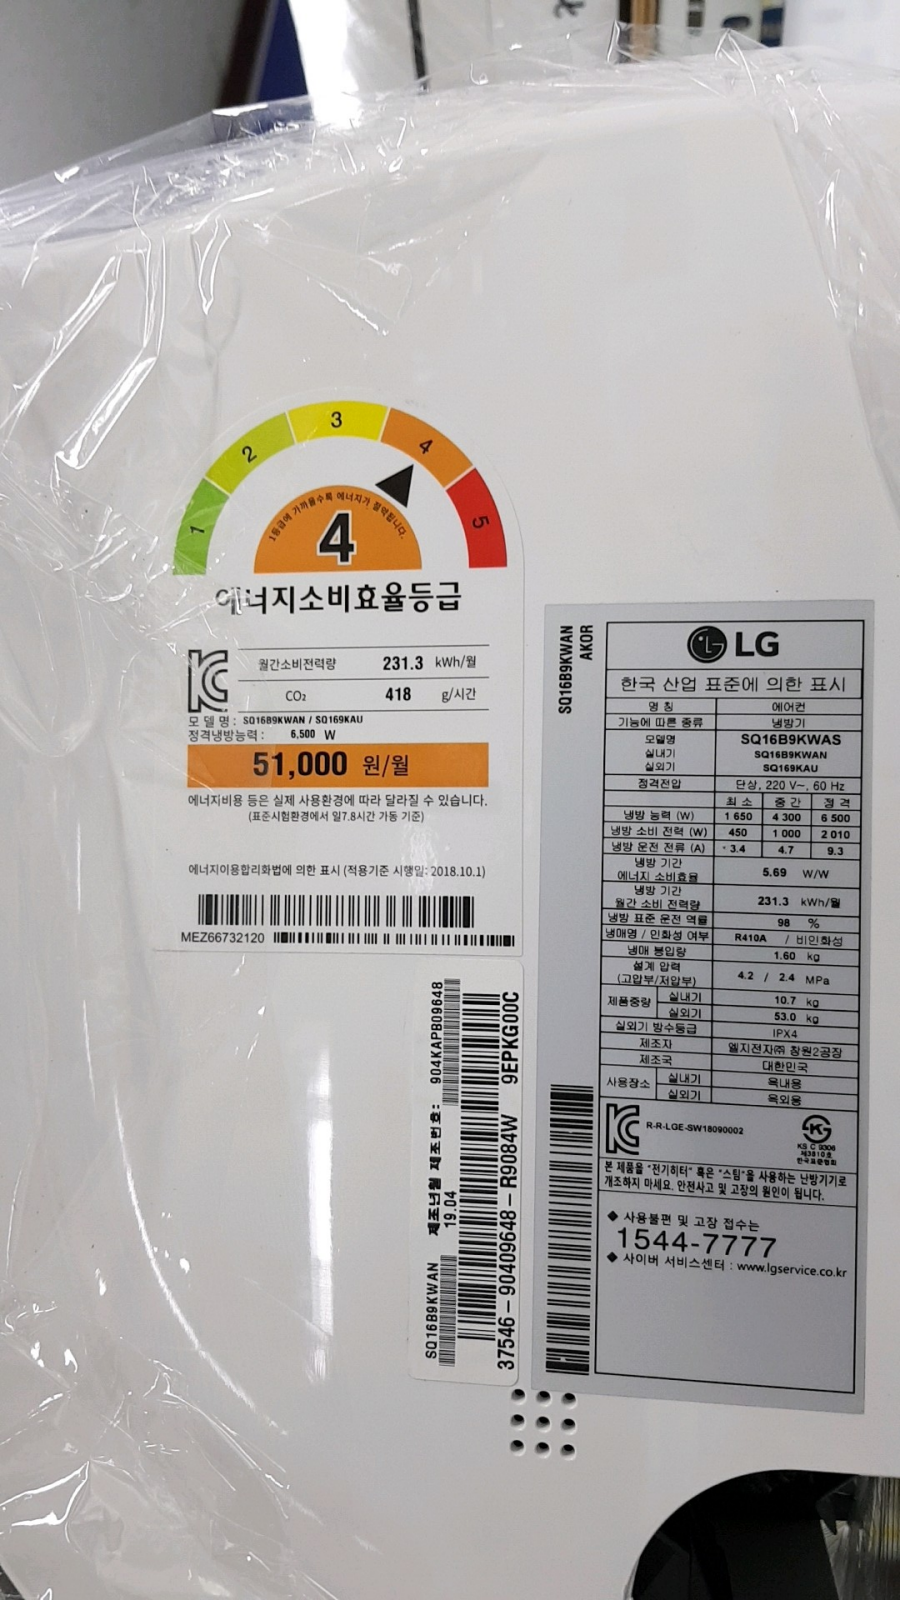 1
2
3
4
5
1등급에 가까울수록 에너지가 절약됩니다.
4
에너지소비효율등급
월간소비전력량 231.3 kWh/월
CO₂ 418 g/시간
모 델 명 : SQ16B9KWAN / SQ169KAU
정격냉방능력 : 6,500 W
51,000 원/월
에너지비용 등은 실제 사용환경에 따라 달라질 수 있습니다.
(표준시험환경에서 일7.8시간 가동 기준)
에너지이용합리화법에 의한 표시 (적용기준 시행일: 2018.10.1)
MEZ66732120
SQ16B9KWAN 제조년월 제조번호: 904KAPB09648
19.04
37546-90409648-R9084W 9EPKG00C
SQ16B9KWAN
AKOR
LG
한국 산업 표준에 의한 표시
명 칭 에어컨
기능에 따른 종류 냉방기
모델명 SQ16B9KWAS
실내기 SQ16B9KWAN
실외기 SQ169KAU
정격전압 단상, 220 V~, 60 Hz
최 소 중 간 정 격
냉방 능력 (W) 1 650 4 300 6 500
냉방 소비 전력 (W) 450 1 000 2 010
냉방 운전 전류 (A) 3.4 4.7 9.3
냉방 기간
에너지 소비효율 5.69 W/W
냉방 기간
월간 소비 전력량 231.3 kWh/월
냉방 표준 운전 역률 98 %
냉매명 / 인화성 여부 R410A / 비인화성
냉매 봉입량 1.60 kg
설계 압력
(고압부/저압부) 4.2 / 2.4 MPa
제품중량 실내기 10.7 kg
실외기 53.0 kg
실외기 방수등급 IPX4
제조자 엘지전자㈜ 창원2공장
제조국 대한민국
사용장소 실내기 옥내용
실외기 옥외용
R-R-LGE-SW18090002
KS C 9306
제3810호
한국표준협회
본 제품을 "전기히터" 혹은 "스팀"을 사용하는 난방기기로
개조하지 마세요. 안전사고 및 고장의 원인이 됩니다.
◆ 사용불편 및 고장 접수는
1544-7777
◆ 사이버 서비스센터 : www.lgservice.co.kr